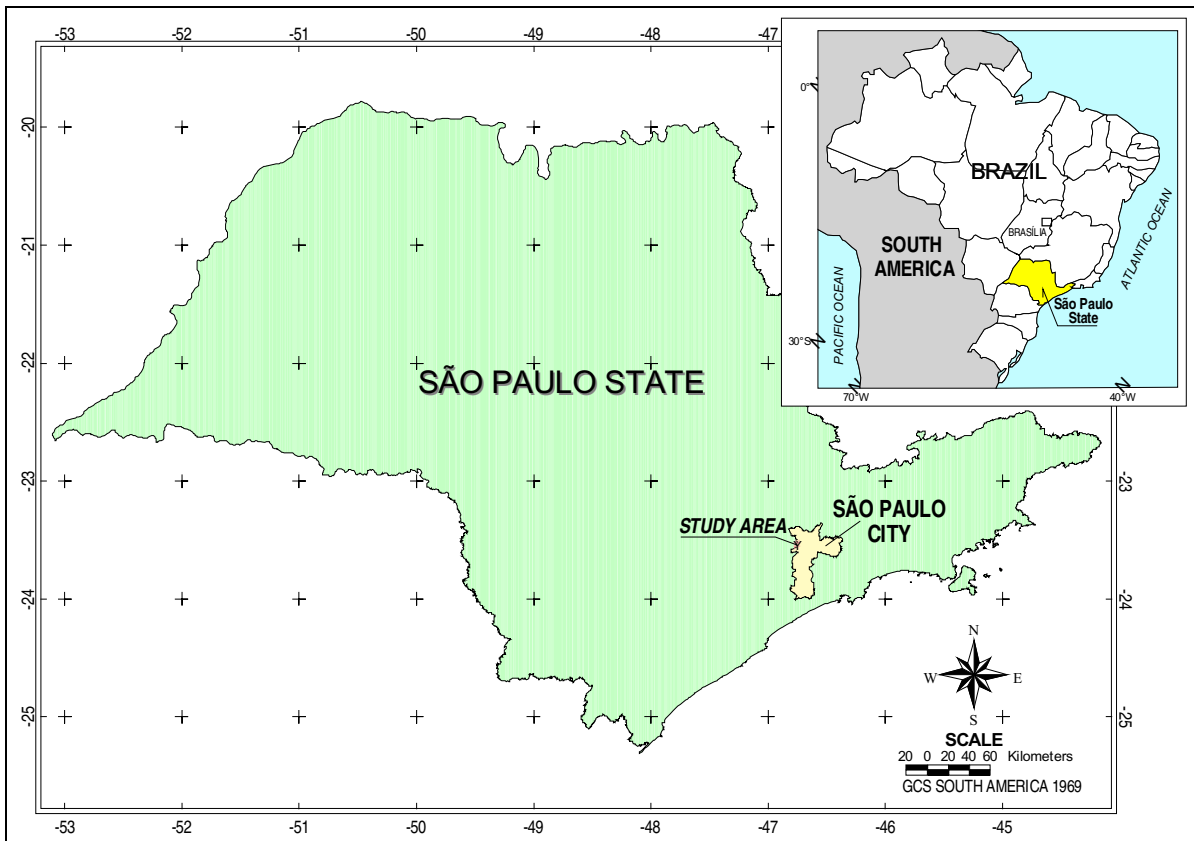 -53 -52 -51 -50 -49 -48 -47
-20
-21
-22
-23
-24
-25
SÃO PAULO STATE
STUDY AREA
SÃO PAULO
CITY
0° N
BRAZIL
BRASÍLIA
SOUTH
AMERICA
PACIFIC OCEAN
ATLANTIC OCEAN
São Paulo
State
30°S N
N N
70°W 40°W
-23
-24
-25
N
W E
S
SCALE
20 0 20 40 60 Kilometers
GCS SOUTH AMERICA 1969
-53 -52 -51 -50 -49 -48 -47 -46 -45